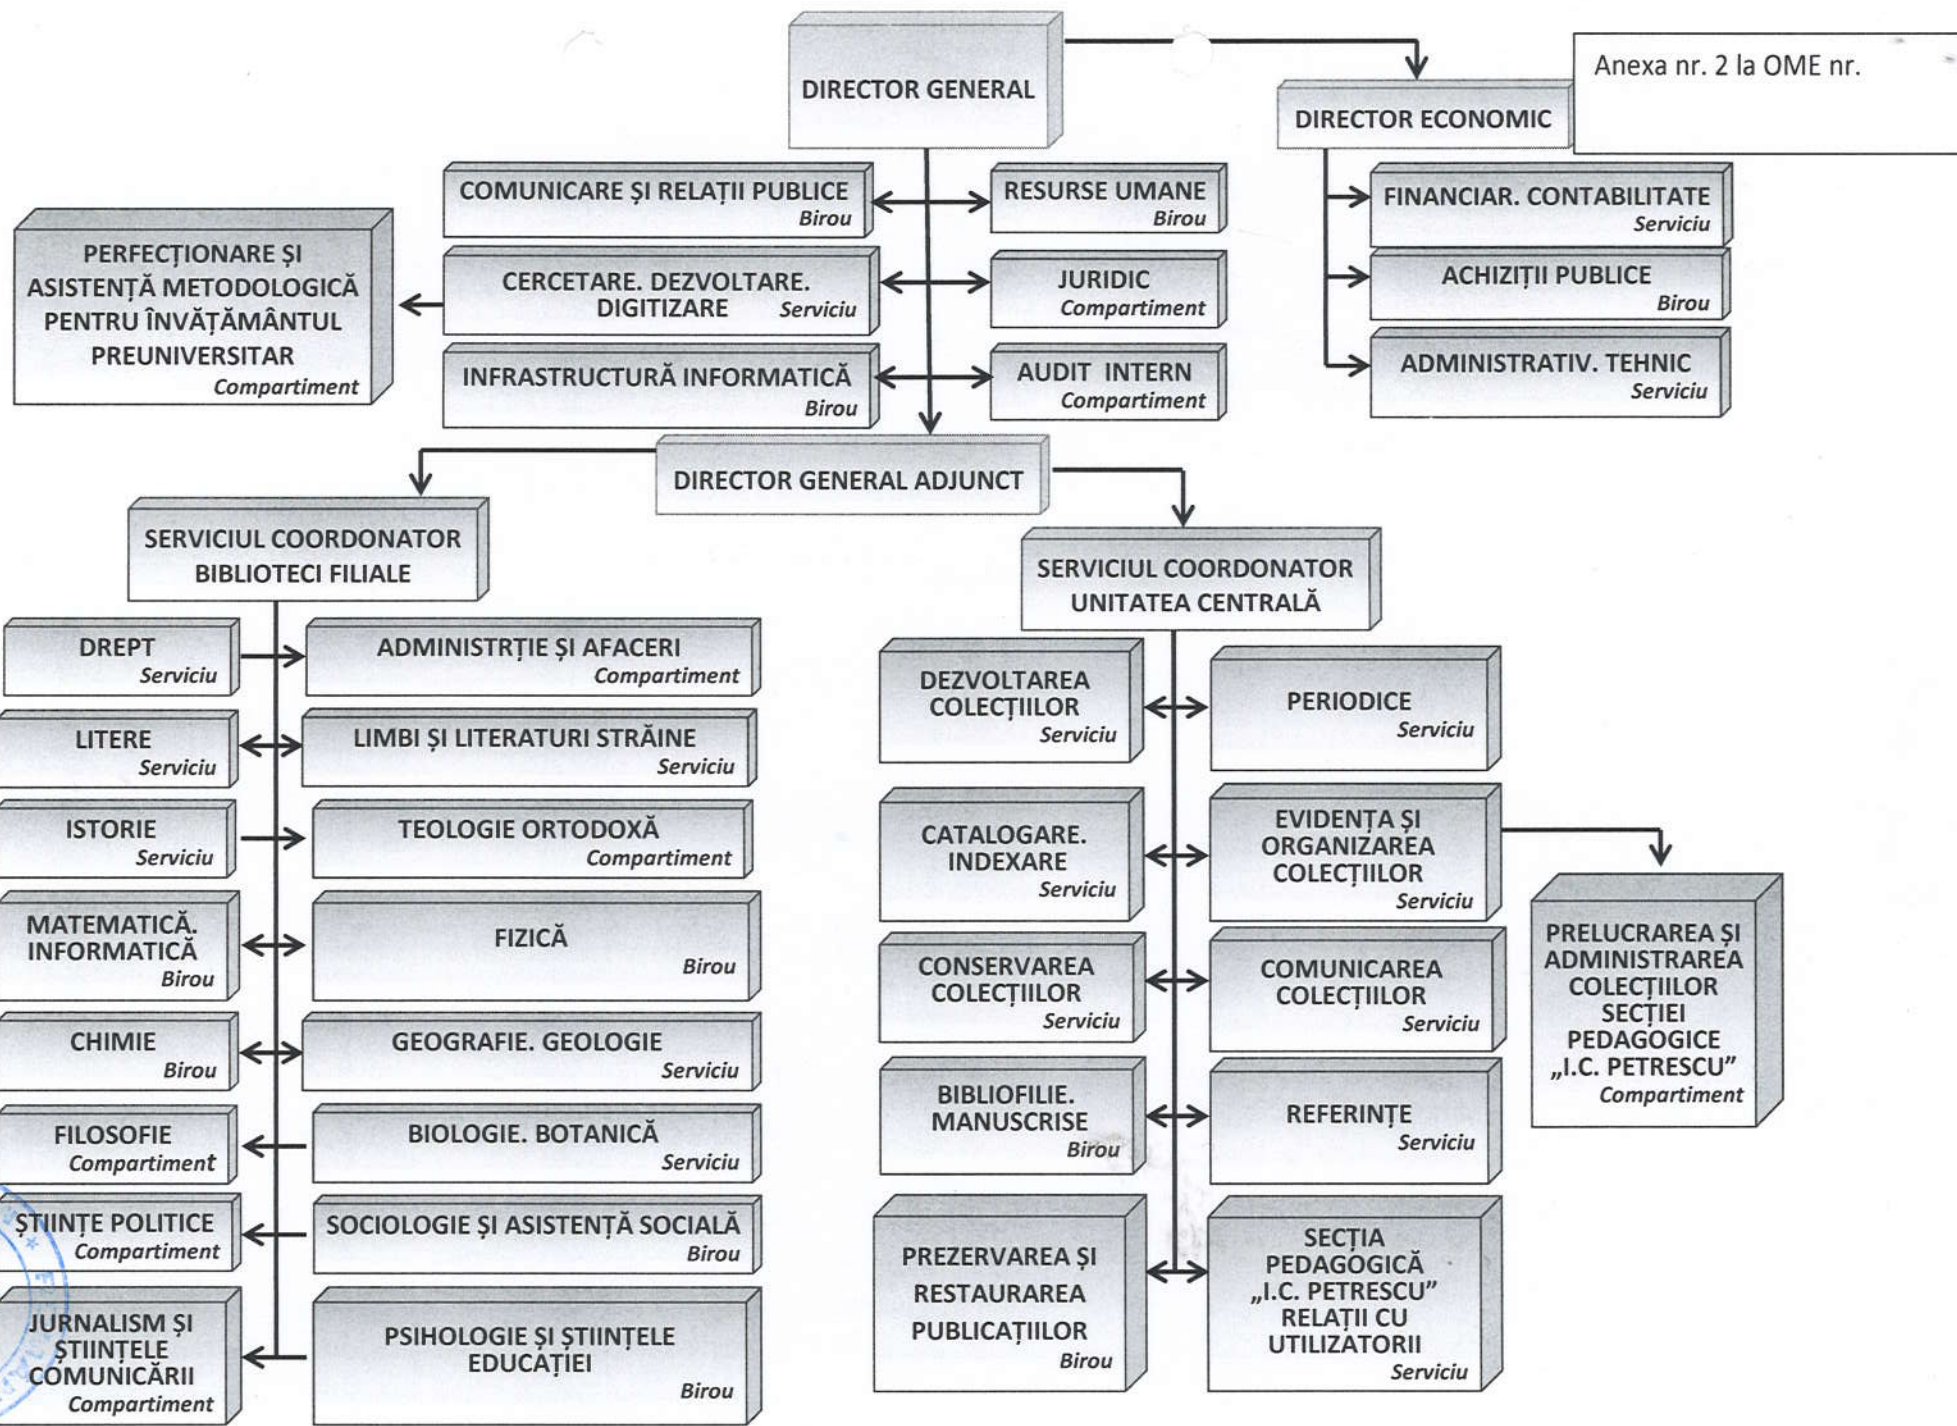 DIRECTOR GENERAL
DIRECTOR ECONOMIC
Anexa nr. 2 la OME nr.
COMUNICARE ȘI RELAȚII PUBLICE
Birou
RESURSE UMANE
Birou
FINANCIAR. CONTABILITATE
Serviciu
PERFECȚIONARE ȘI
ASISTENȚĂ METODOLOGICĂ
PENTRU ÎNVĂȚĂMÂNTUL
PREUNIVERSITAR
Compartiment
CERCETARE. DEZVOLTARE.
DIGITIZARE Serviciu
JURIDIC
Compartiment
ACHIZIȚII PUBLICE
Birou
INFRASTRUCTURĂ INFORMATICĂ
Birou
AUDIT INTERN
Compartiment
ADMINISTRATIV. TEHNIC
Serviciu
DIRECTOR GENERAL ADJUNCT
SERVICIUL COORDONATOR
BIBLIOTECI FILIALE
SERVICIUL COORDONATOR
UNITATEA CENTRALĂ
DREPT
Serviciu
ADMINISTRȚIE ȘI AFACERI
Compartiment
LITERE
Serviciu
LIMBI ȘI LITERATURI STRĂINE
Serviciu
ISTORIE
Serviciu
TEOLOGIE ORTODOXĂ
Compartiment
MATEMATICĂ.
INFORMATICĂ
Birou
FIZICĂ
Birou
CHIMIE
Birou
GEOGRAFIE. GEOLOGIE
Serviciu
FILOSOFIE
Compartiment
BIOLOGIE. BOTANICĂ
Serviciu
ȘTIINȚE POLITICE
Compartiment
SOCIOLOGIE ȘI ASISTENȚĂ SOCIALĂ
Birou
JURNALISM ȘI
ȘTIINȚELE
COMUNICĂRII
Compartiment
PSIHOLOGIE ȘI ȘTIINȚELE
EDUCAȚIEI
Birou
DEZVOLTAREA
COLECȚIILOR
Serviciu
PERIODICE
Serviciu
CATALOGARE.
INDEXARE
Serviciu
EVIDENȚA ȘI
ORGANIZAREA
COLECȚIILOR
Serviciu
PRELUCRAREA ȘI
ADMINISTRAREA
COLECȚIILOR
SECȚIEI
PEDAGOGICE
„I.C. PETRESCU”
Compartiment
CONSERVAREA
COLECȚIILOR
Serviciu
COMUNICAREA
COLECȚIILOR
Serviciu
BIBLIOFILIE.
MANUSCRISE
Birou
REFERINȚE
Serviciu
PREZERVAREA ȘI
RESTAURAREA
PUBLICAȚIILOR
Birou
SECȚIA
PEDAGOGICĂ
„I.C. PETRESCU”
RELAȚII CU
UTILIZATORII
Serviciu